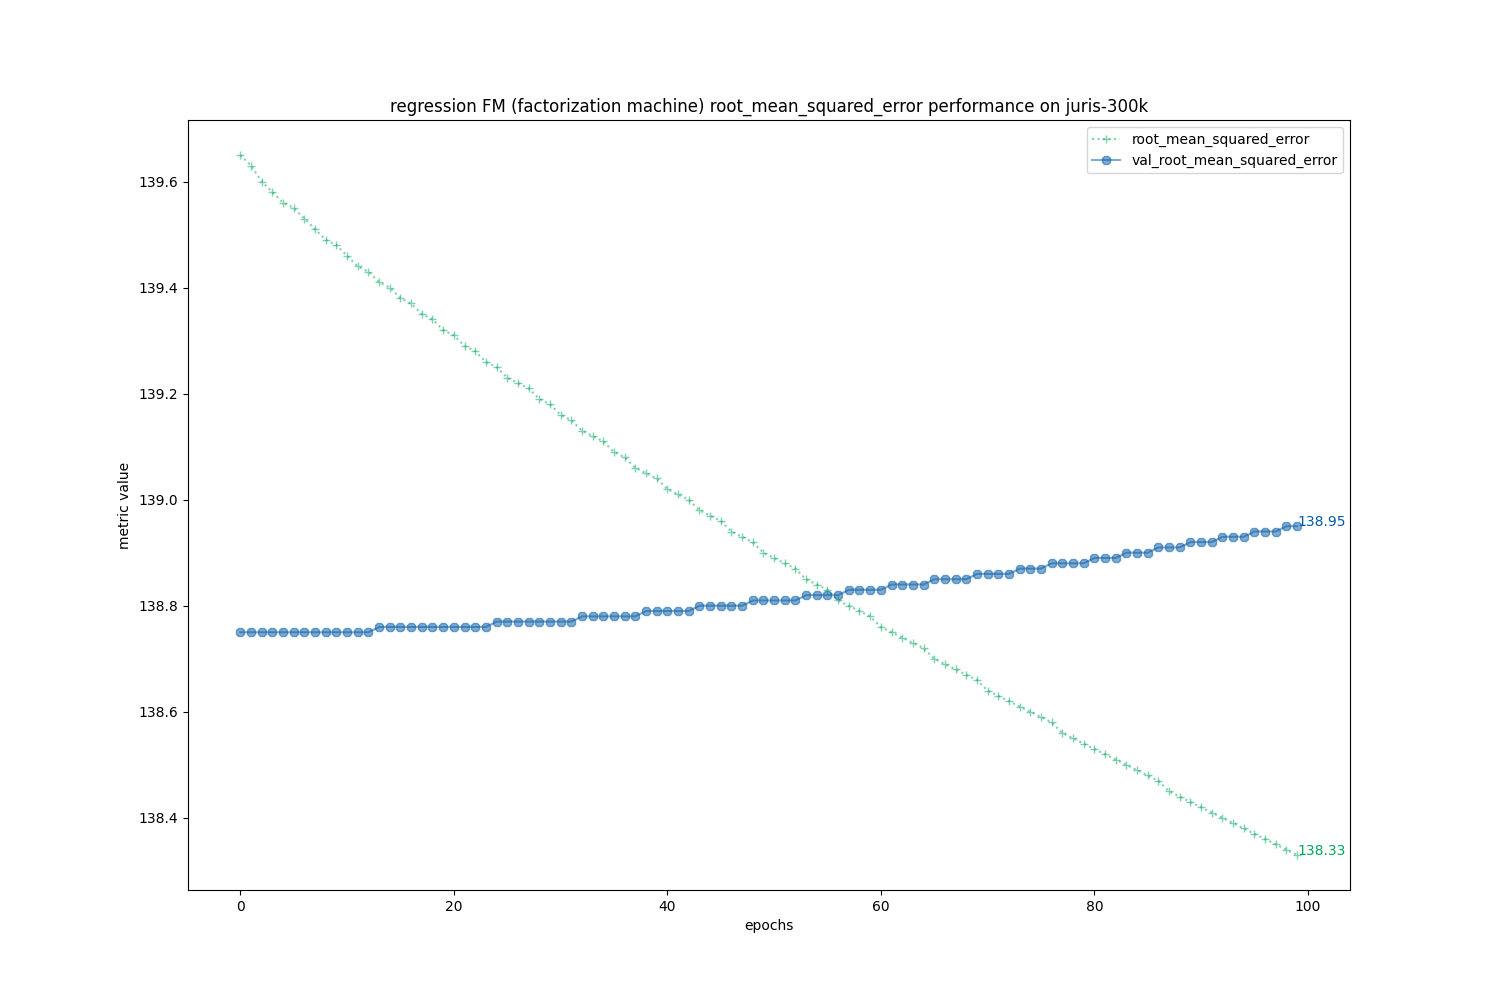 regression FM (factorization machine) root_mean_squared_error performance on juris-300k
root_mean_squared_error
val_root_mean_squared_error
139.6
139.4
139.2
139.0
138.8
138.6
138.4
metric value
138.95
138.33
0 20 40 60 80 100
epochs